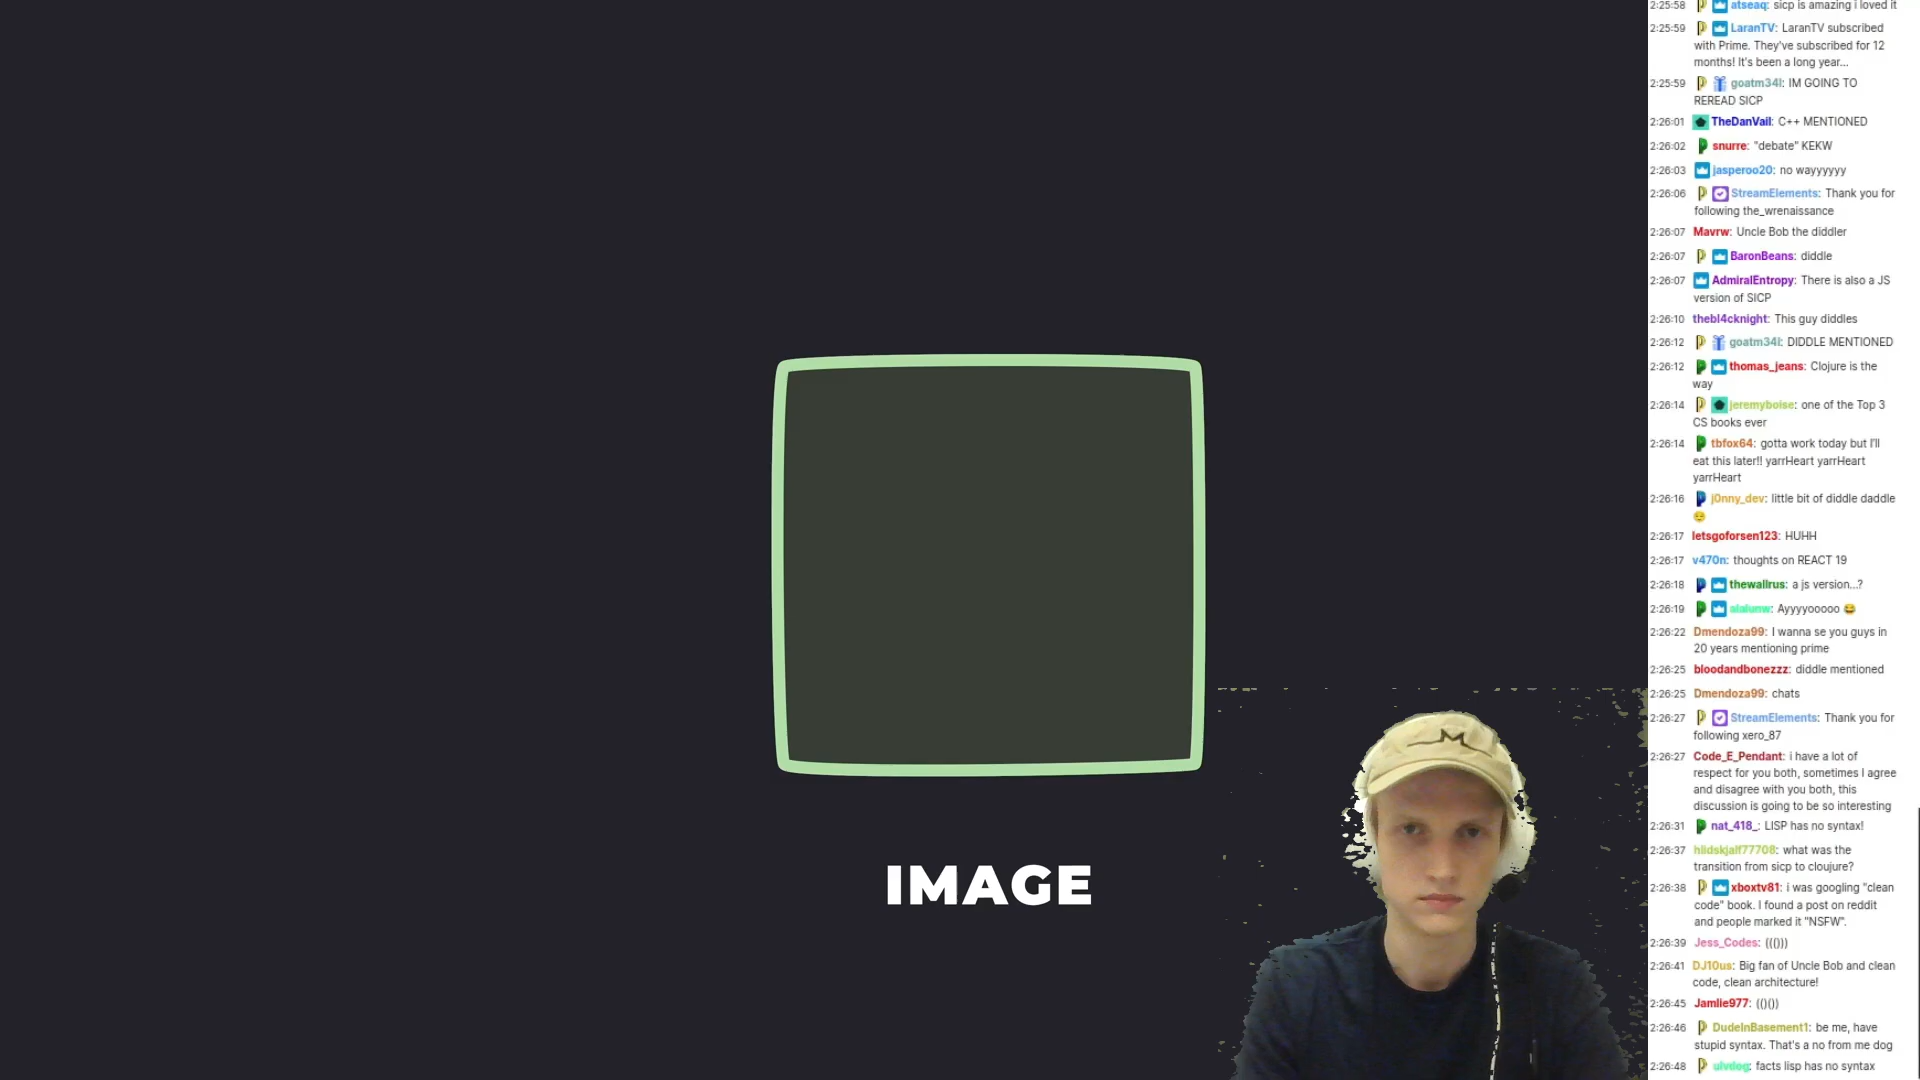 IMAGE
M
2:25:58 atseaq: sicp is amazing i loved it
2:25:59 LaranTV: LaranTV subscribed
with Prime. They've subscribed for 12
months! It's been a long year...
2:25:59 goatm34l: IM GOING TO
REREAD SICP
2:26:01 TheDanVail: C++ MENTIONED
2:26:02 snurre: "debate" KEKW
2:26:03 jasperoo20: no wayyyyyy
2:26:06 StreamElements: Thank you for
following the_wrenaissance
2:26:07 Mavrw: Uncle Bob the diddler
2:26:07 BaronBeans: diddle
2:26:07 AdmiralEntropy: There is also a JS
version of SICP
2:26:10 thebl4cknight: This guy diddles
2:26:12 goatm34l: DIDDLE MENTIONED
2:26:12 thomas_jeans: Clojure is the
way
2:26:14 jeremyboise: one of the Top 3
CS books ever
2:26:14 tbfox64: gotta work today but I'll
eat this later!! yarrHeart yarrHeart
yarrHeart
2:26:16 j0nny_dev: little bit of diddle daddle
2:26:17 letsgoforsen123: HUHH
2:26:17 v470n: thoughts on REACT 19
2:26:18 thewallrus: a js version...?
2:26:19 alalunw: Ayyyyooooo
2:26:22 Dmendoza99: I wanna se you guys in
20 years mentioning prime
2:26:25 bloodandbonezzz: diddle mentioned
2:26:25 Dmendoza99: chats
2:26:27 StreamElements: Thank you for
following xero_87
2:26:27 Code_E_Pendant: i have a lot of
respect for you both, sometimes I agree
and disagree with you both, this
discussion is going to be so interesting
2:26:31 nat_418_: LISP has no syntax!
2:26:37 hlidskjalf77708: what was the
transition from sicp to cloujure?
2:26:38 xboxtv81: i was googling "clean
code" book. I found a post on reddit
and people marked it "NSFW".
2:26:39 Jess_Codes: ((()))
2:26:41 DJ10us: Big fan of Uncle Bob and clean
code, clean architecture!
2:26:45 Jamlie977: (()())
2:26:46 DudeInBasement1: be me, have
stupid syntax. That's a no from me dog
2:26:48 ulvdog: facts lisp has no syntax